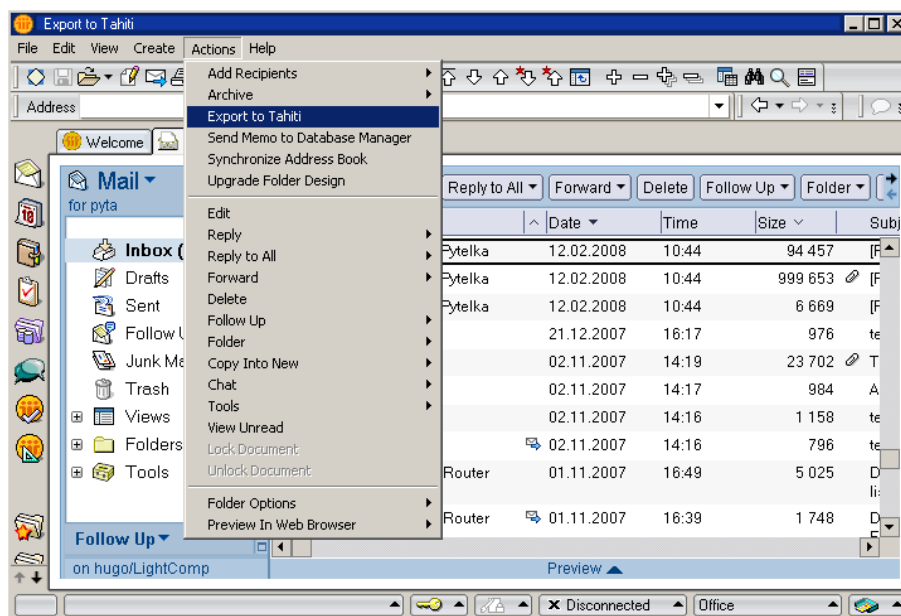 Export to Tahiti
File Edit View Create Actions Help
Address
Welcome
Add Recipients
Archive
Export to Tahiti
Send Memo to Database Manager
Synchronize Address Book
Upgrade Folder Design
Edit
Reply
Reply to All
Forward
Delete
Follow Up
Folder
Copy Into New
Chat
Tools
View Unread
Lock Document
Unlock Document
Folder Options
Preview In Web Browser
Mail
for pyta
Inbox (
Drafts
Sent
Follow U
Junk Ma
Trash
Views
Folders
Tools
Follow Up
on hugo/LightComp
Reply to All Forward Delete Follow Up Folder
Date Time Size Subj
Pytelka 12.02.2008 10:44 94 457 [F
Pytelka 12.02.2008 10:44 999 653 [F
Pytelka 12.02.2008 10:44 6 669 [F
21.12.2007 16:17 976 te
02.11.2007 14:19 23 702 T
02.11.2007 14:17 984 A
02.11.2007 14:16 1 158 te
02.11.2007 14:16 796 te
Router 01.11.2007 16:49 5 025 D
Router 01.11.2007 16:39 1 748 D
Preview
Disconnected Office